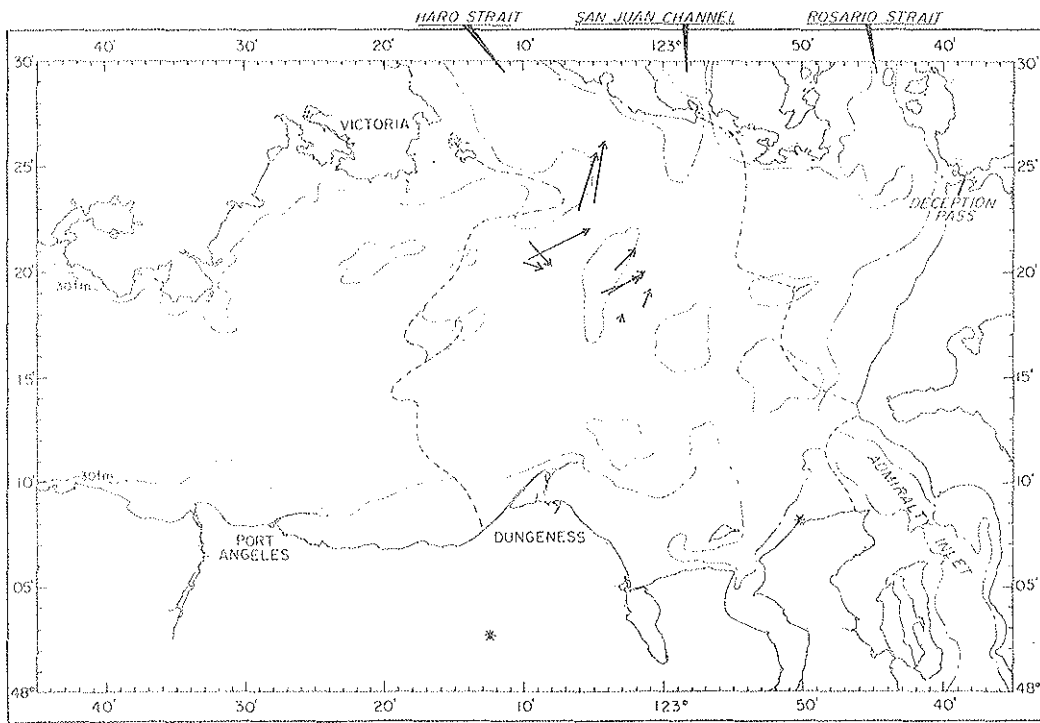 HARO STRAIT SAN JUAN CHANNEL ROSARIO STRAIT
40' 30' 20' 10' 123° 50' 40'
30' 30'
VICTORIA
25' 25'
DECEPTION
PASS
20' 20'
30fm.
15' 15'
30fm.
10' 10'
ADMIRALTY
INLET
PORT
ANGELES
DUNGENESS
05' 05'
48° 48°
40' 30' 20' 10' 123° 50' 40'